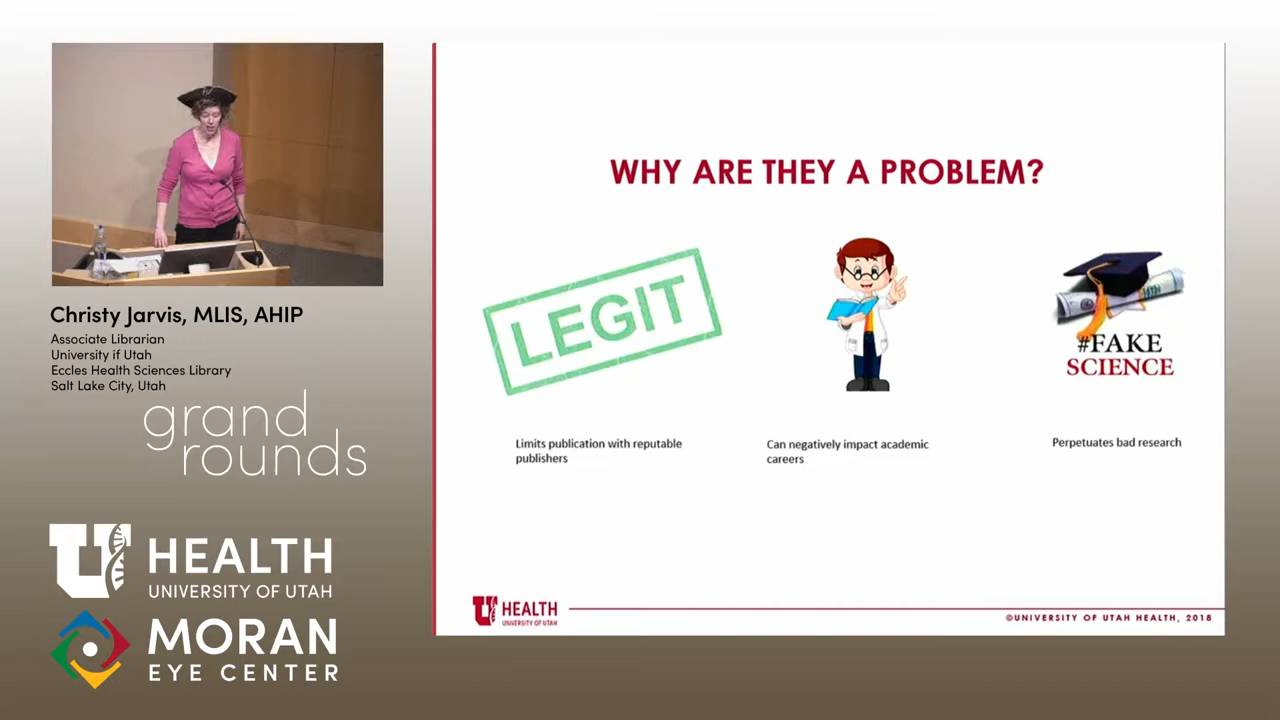 Christy Jarvis, MLIS, AHIP
Associate Librarian
University if Utah
Eccles Health Sciences Library
Salt Lake City, Utah
grand
rounds
U HEALTH
UNIVERSITY OF UTAH
MORAN
EYE CENTER
WHY ARE THEY A PROBLEM?
LEGIT
Limits publication with reputable
publishers
Can negatively impact academic
careers
#FAKE
SCIENCE
Perpetuates bad research
U HEALTH
UNIVERSITY OF UTAH
©UNIVERSITY OF UTAH HEALTH, 2018